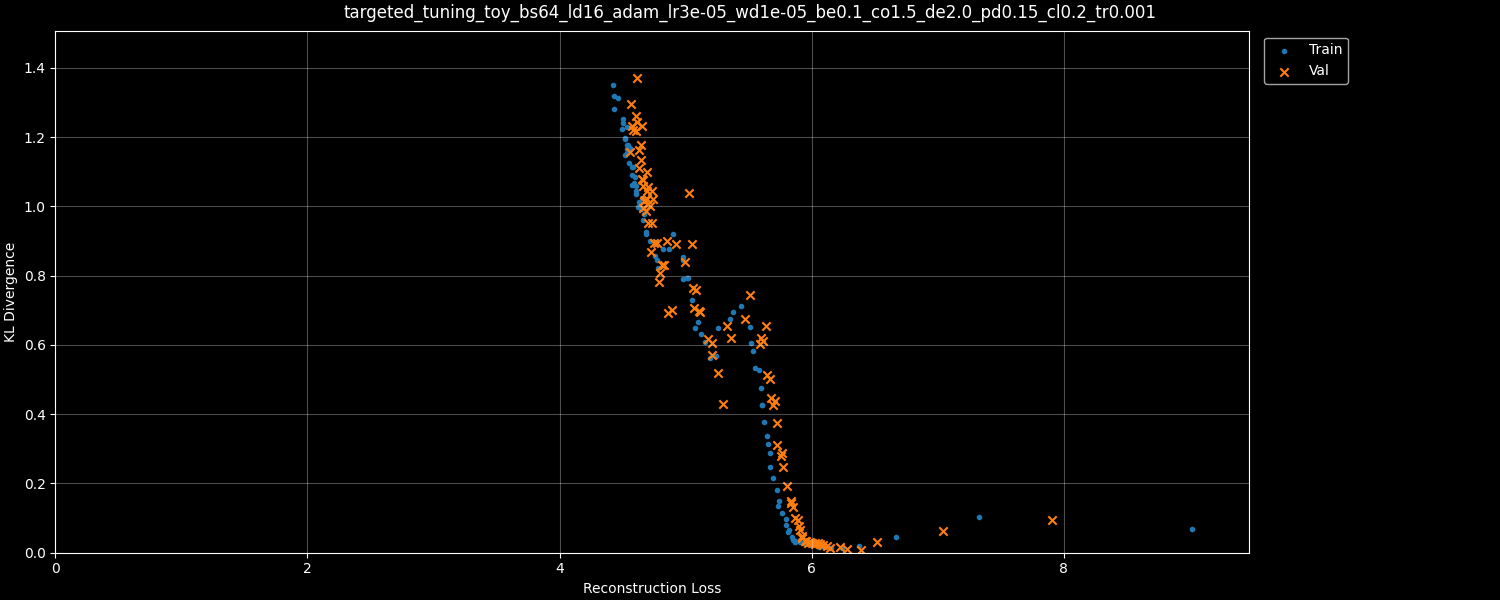 targeted_tuning_toy_bs64_ld16_adam_lr3e-05_wd1e-05_be0.1_co1.5_de2.0_pd0.15_cl0.2_tr0.001
Train
Val
1.4
1.2
1.0
0.8
0.6
0.4
0.2
0.0
KL Divergence
0
2
4
6
8
Reconstruction Loss